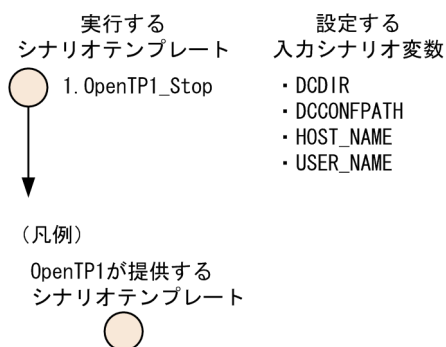 実行する
シナリオテンプレート
設定する
入力シナリオ変数
1.OpenTP1_Stop
・DCDIR
・DCCONFPATH
・HOST_NAME
・USER_NAME
（凡例）
OpenTP1が提供する
シナリオテンプレート